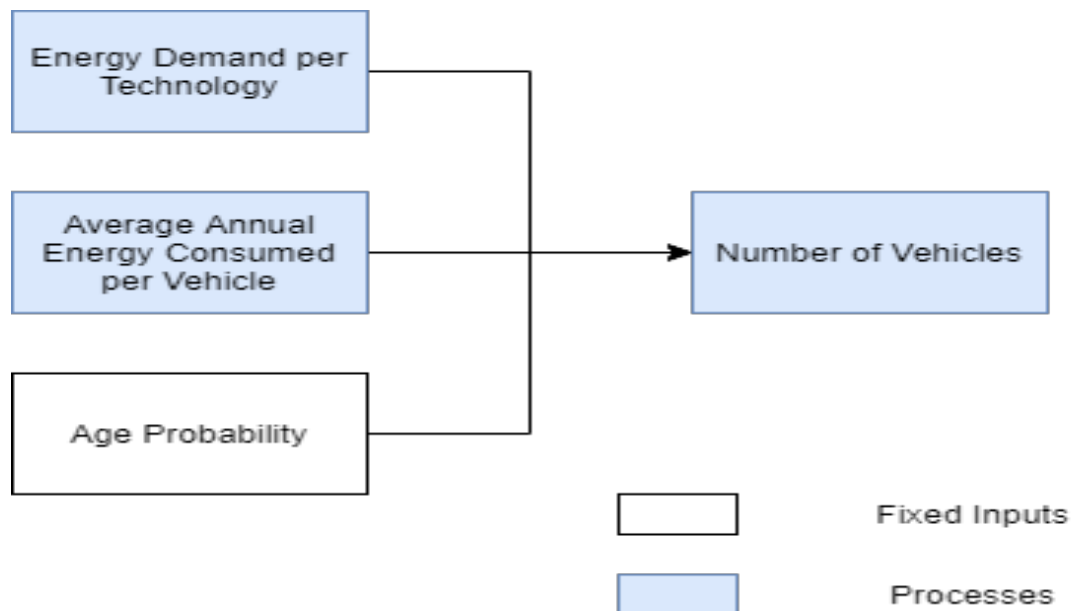 Energy Demand per
Technology
Average Annual
Energy Consumed
per Vehicle
Number of Vehicles
Age Probability
Fixed Inputs
Processes